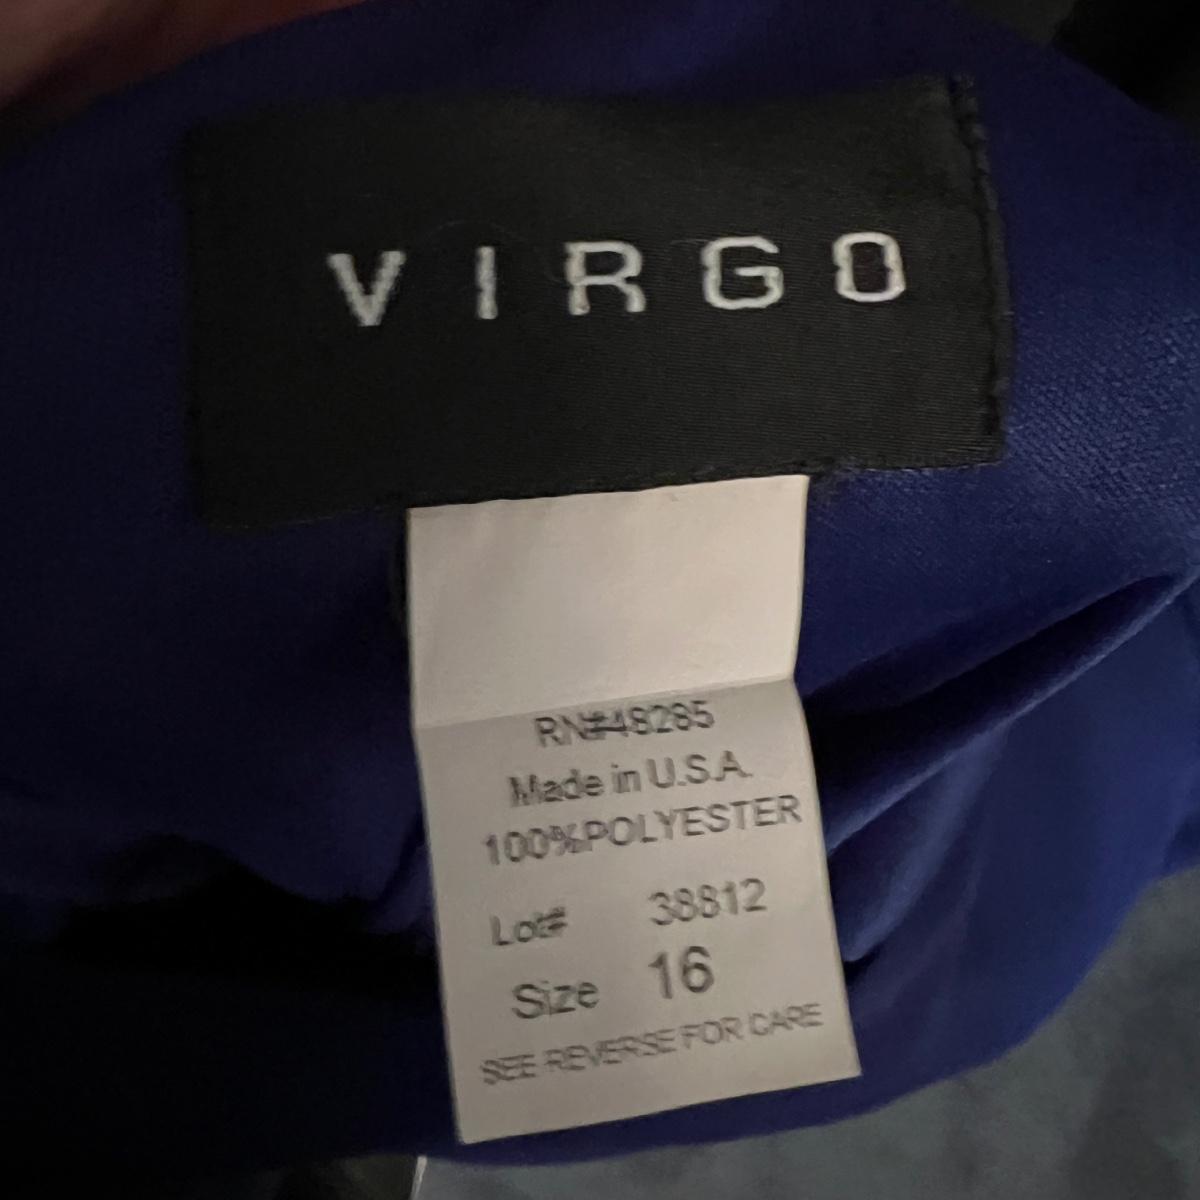 VIRGO
RN#48285
Made in U.S.A.
100%POLYESTER
Lot# 38812
Size 16
SEE REVERSE FOR CARE